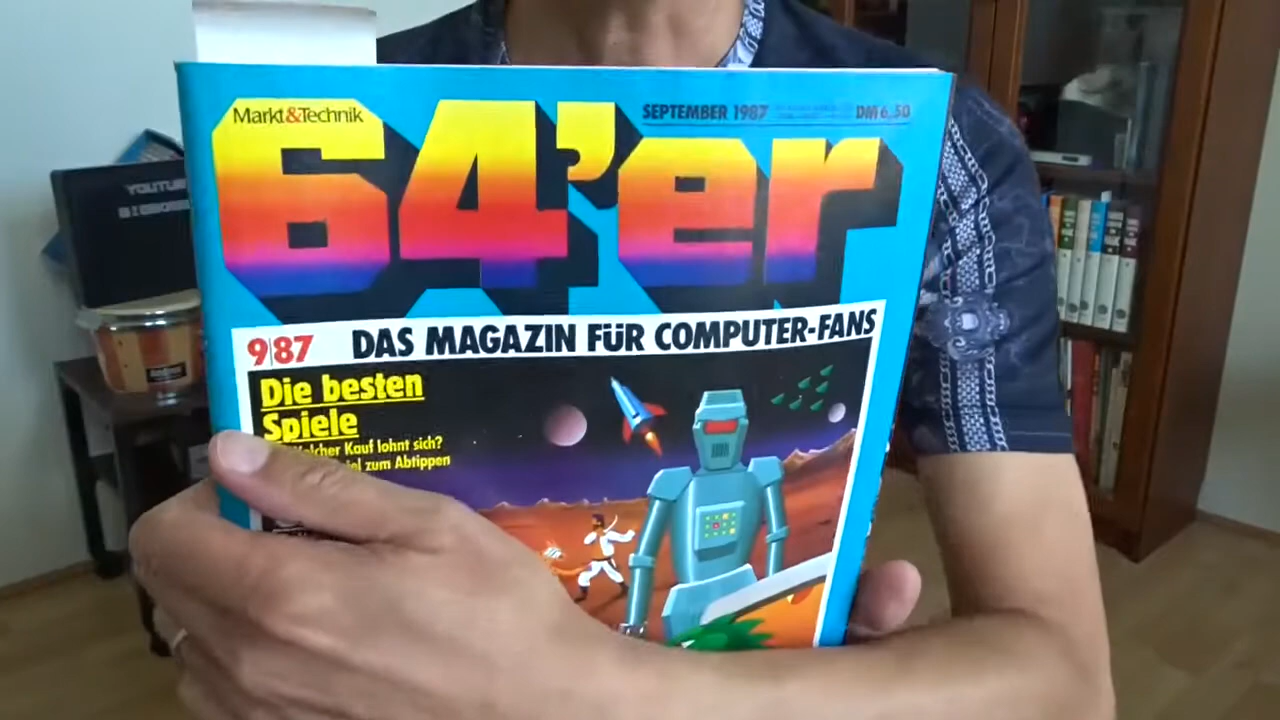 Markt&Technik
SEPTEMBER 1987
DM 6,50
64'er
9|87
DAS MAGAZIN FÜR COMPUTER-FANS
Die besten
Spiele
Kauf lohnt sich?
zum Abtippen
YOUTUBE